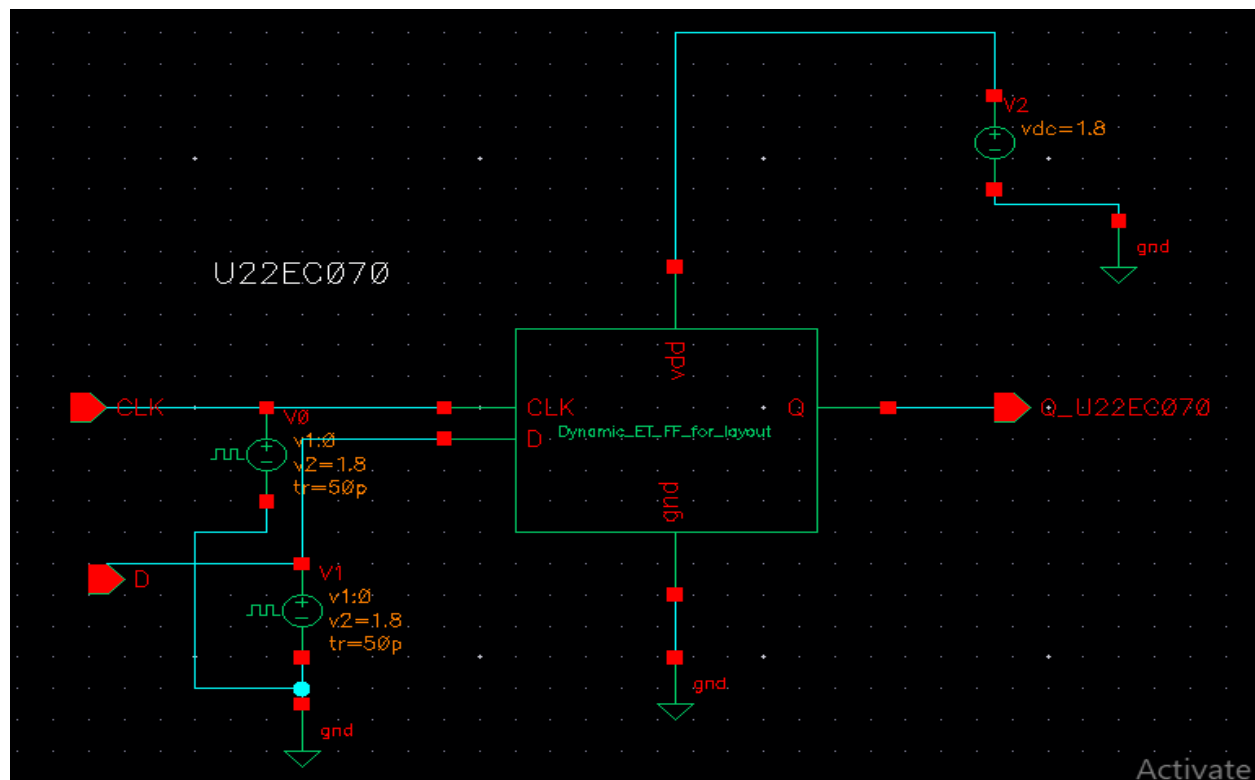 V2
vdc=1.8
gnd
U22EC070
vdd
CLK
CLK
Q
Q_U22EC070
V0
D
Dynamic_ET_FF_for_layout
v1:0
v2=1.8
tr=50p
gnd
D
V1
v1:0
v2=1.8
tr=50p
gnd
gnd
Activate